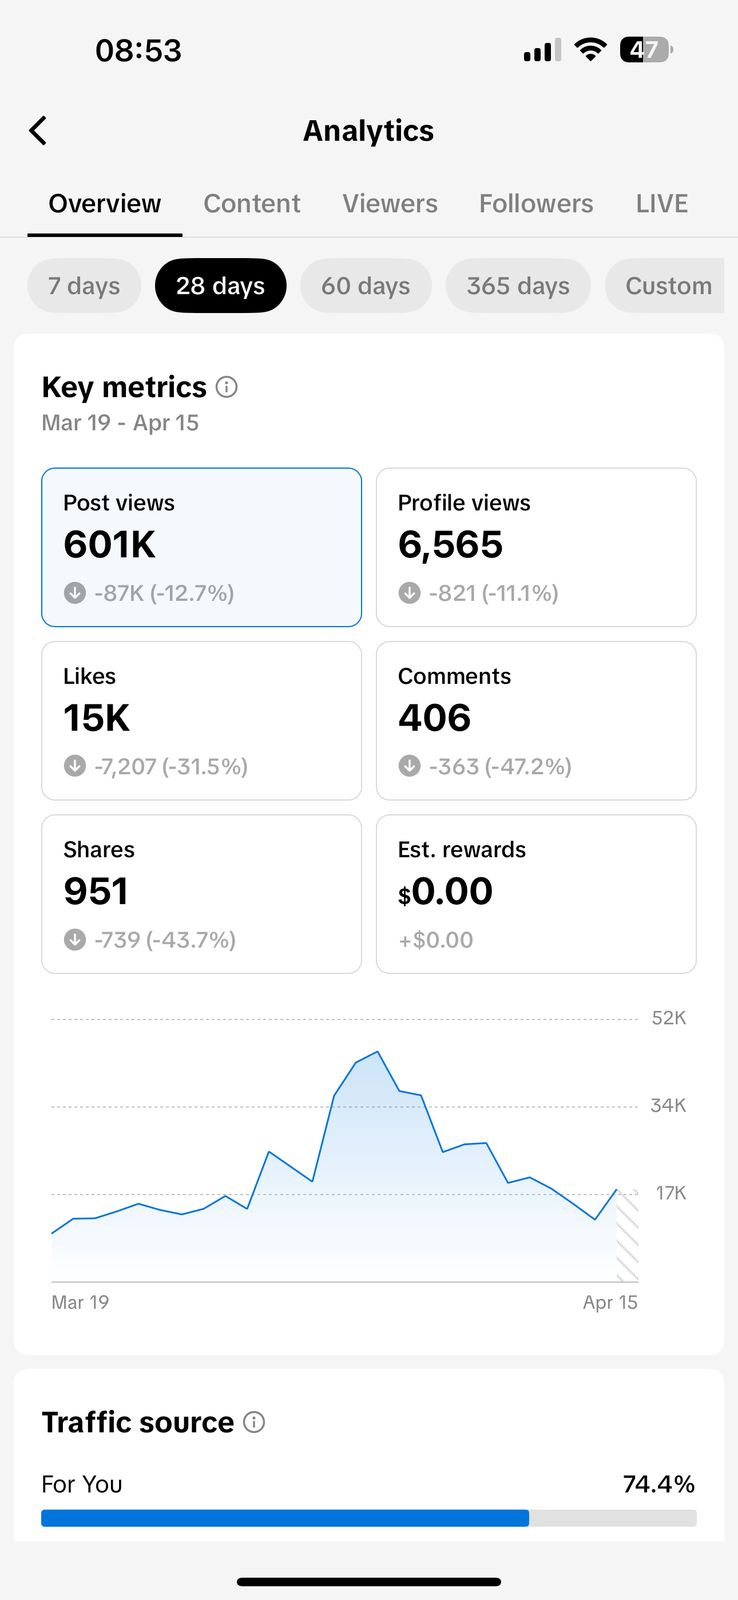 08:53
47
Analytics
Overview Content Viewers Followers LIVE
7 days 28 days 60 days 365 days Custom
Key metrics
Mar 19 - Apr 15
Post views
601K
-87K (-12.7%)
Profile views
6,565
-821 (-11.1%)
Likes
15K
-7,207 (-31.5%)
Comments
406
-363 (-47.2%)
Shares
951
-739 (-43.7%)
Est. rewards
$0.00
+$0.00
52K
34K
17K
Mar 19 Apr 15
Traffic source
For You 74.4%